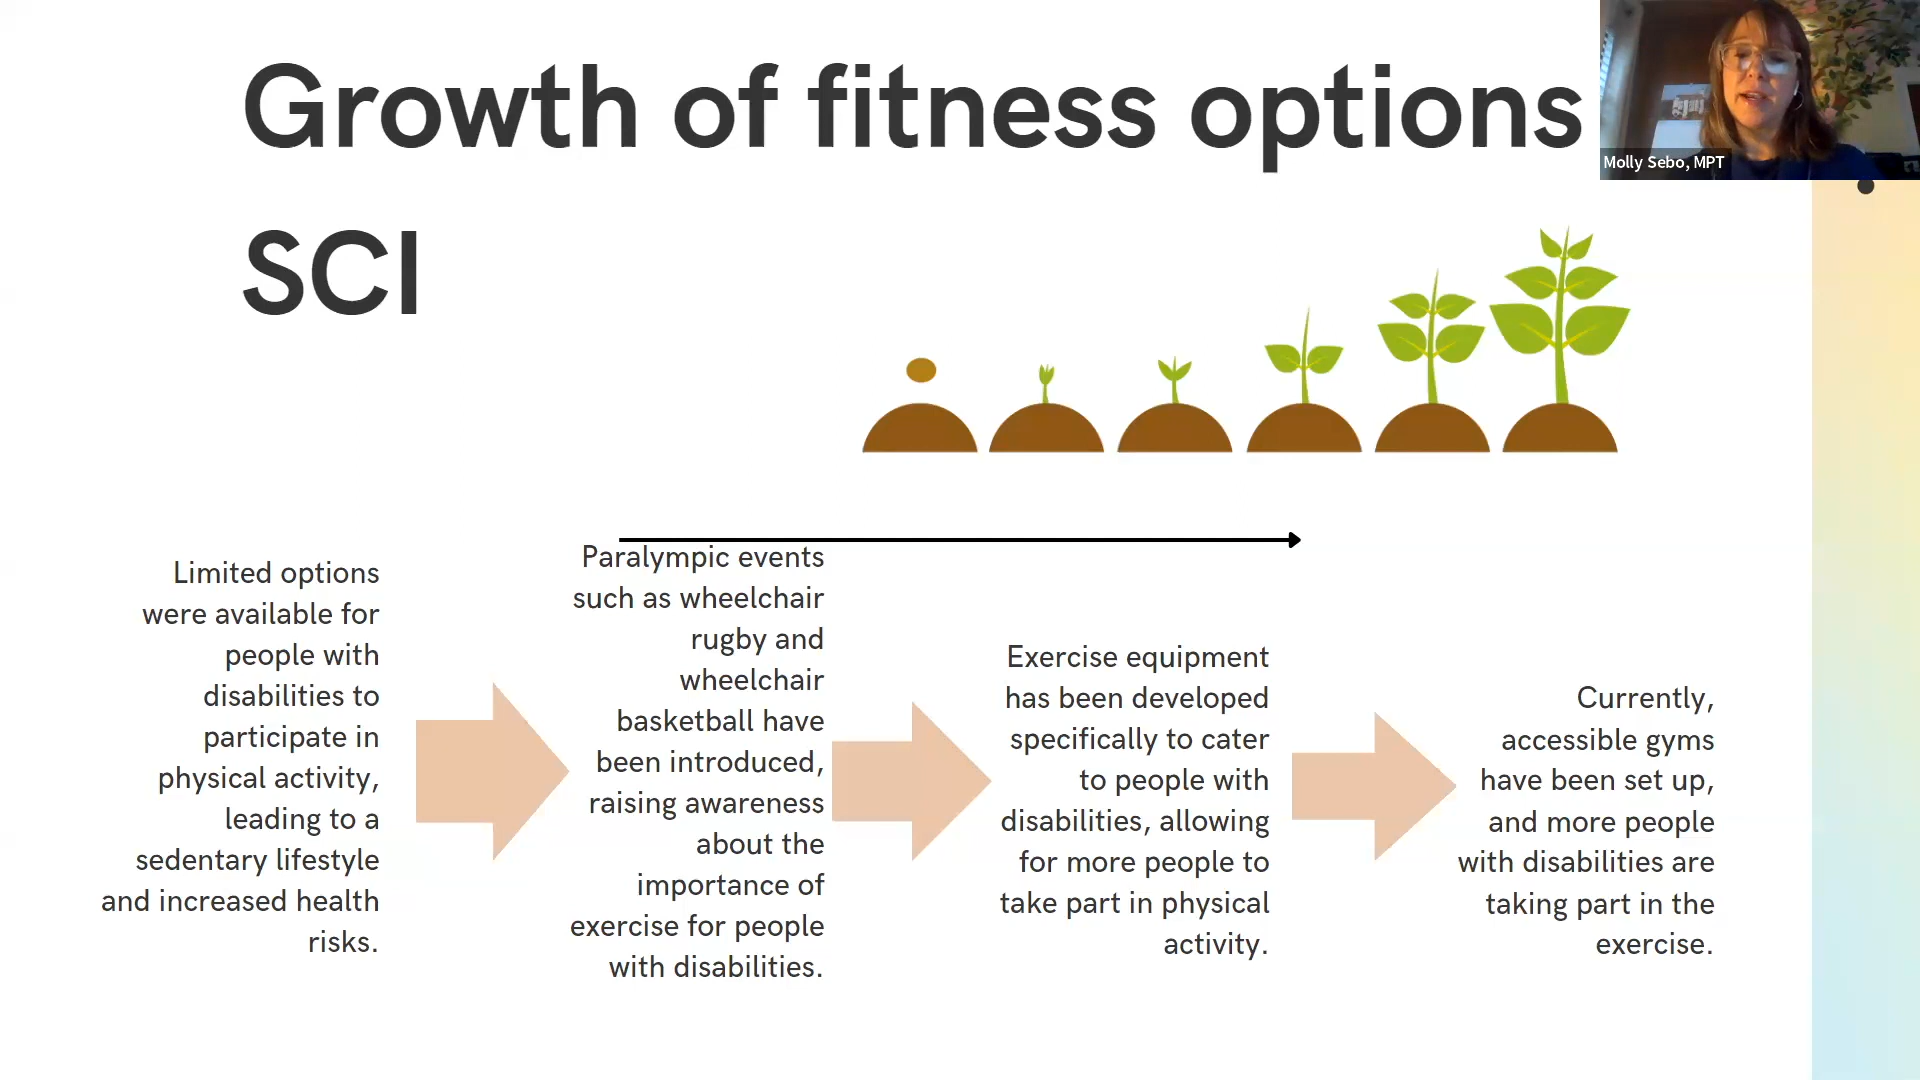 Growth of fitness options
SCI
Molly Sebo, MPT
Limited options
were available for
people with
disabilities to
participate in
physical activity,
leading to a
sedentary lifestyle
and increased health
risks.
Paralympic events
such as wheelchair
rugby and
wheelchair
basketball have
been introduced,
raising awareness
about the
importance of
exercise for people
with disabilities.
Exercise equipment
has been developed
specifically to cater
to people with
disabilities, allowing
for more people to
take part in physical
activity.
Currently,
accessible gyms
have been set up,
and more people
with disabilities are
taking part in the
exercise.